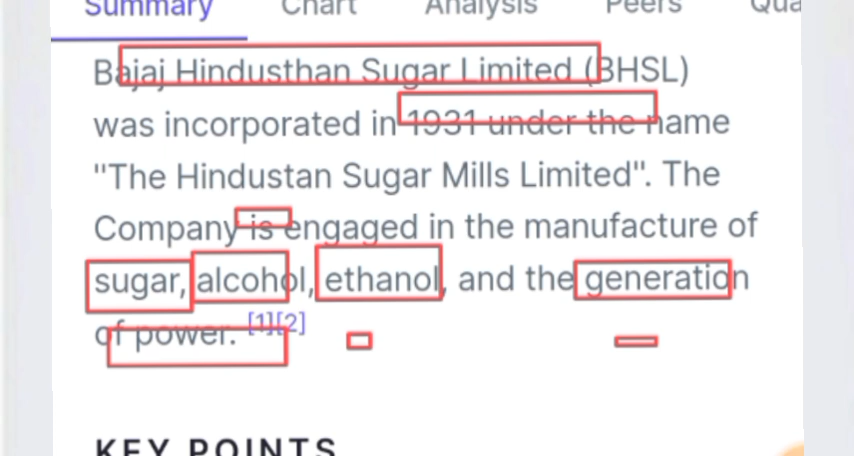 Summary Chart Analysis Peers
Bajaj Hindusthan Sugar Limited (BHSL)
was incorporated in 1931 under the name
"The Hindustan Sugar Mills Limited". The
Company is engaged in the manufacture of
sugar, alcohol, ethanol, and the generation
of power. [1][2]
KEY POINTS